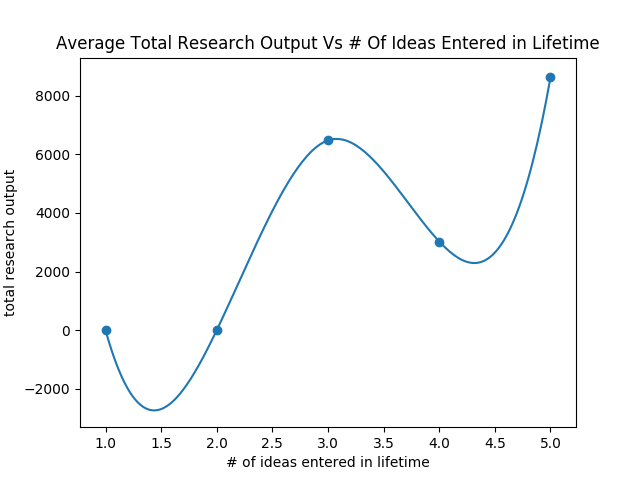 Average Total Research Output Vs # Of Ideas Entered in Lifetime
total research output
8000
6000
4000
2000
0
−2000
1.0 1.5 2.0 2.5 3.0 3.5 4.0 4.5 5.0
# of ideas entered in lifetime